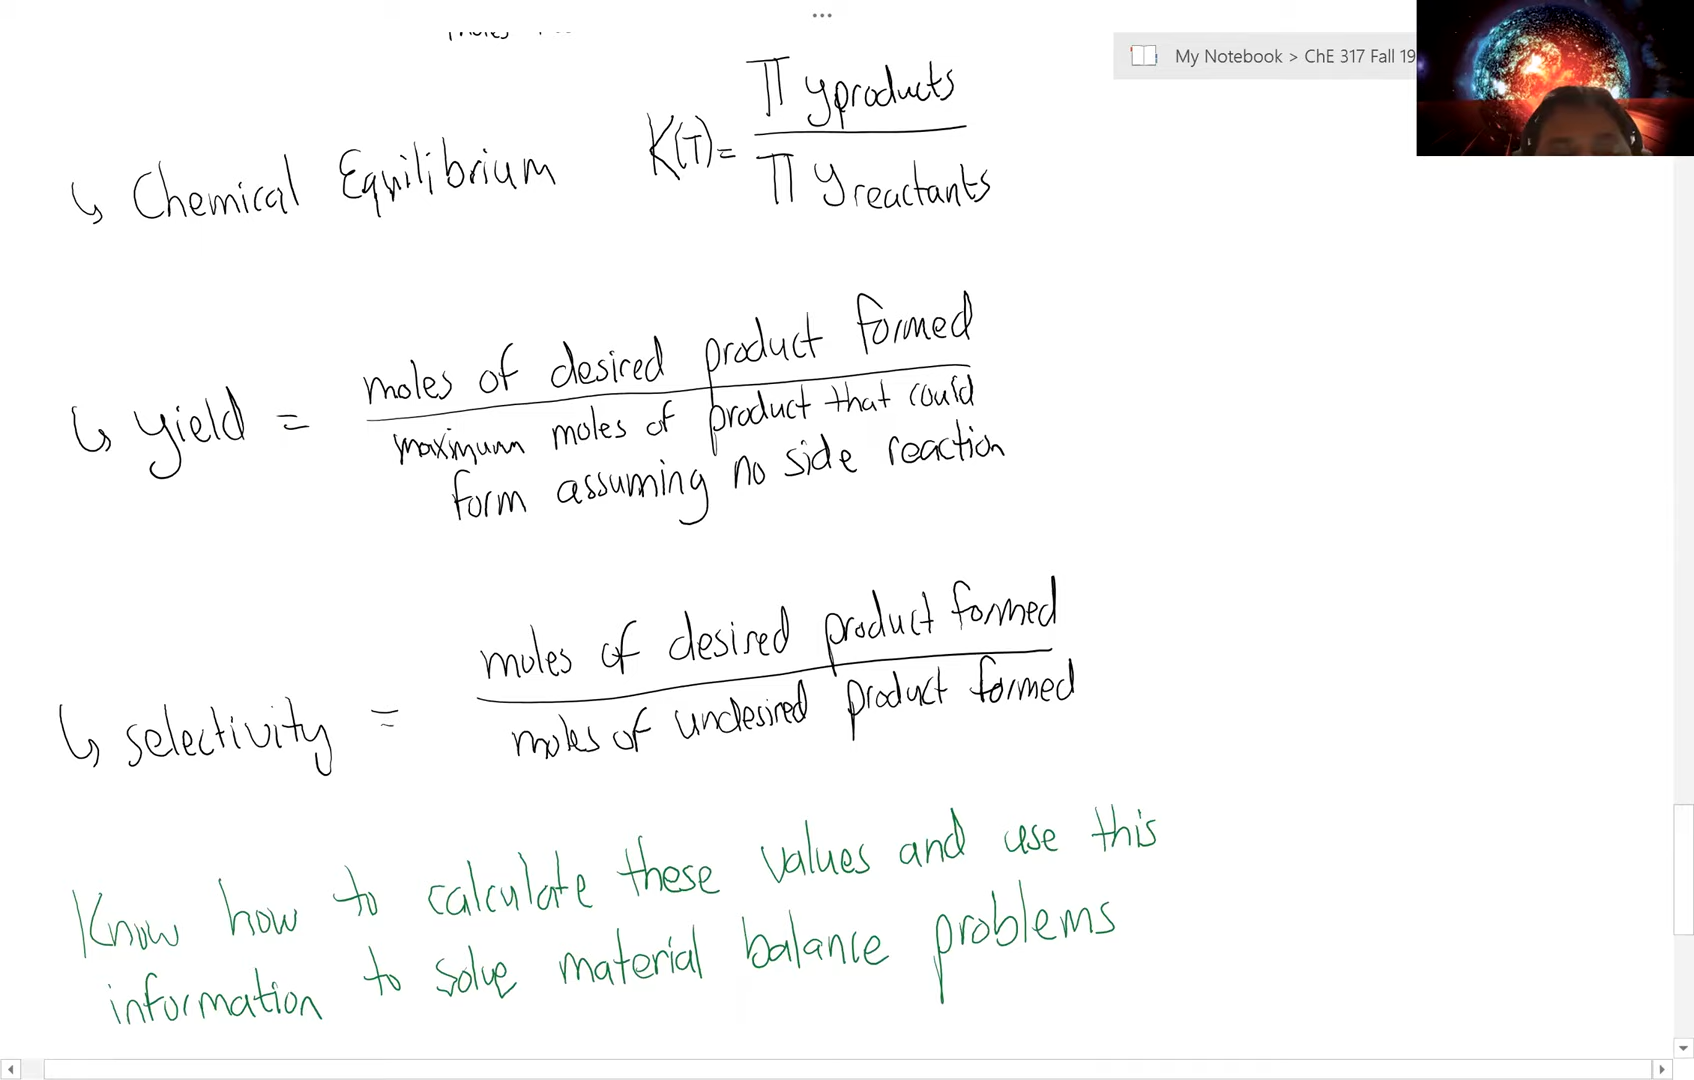 My Notebook > ChE 317 Fall 19
Π yproducts
↳ Chemical Equilibrium K(T)=
Π yreactants
moles of desired product formed
↳ yield =
maximum moles of product that could
form assuming no side reaction
moles of desired product formed
↳ selectivity =
moles of undesired product formed
Know how to calculate these values and use this
information to solve material balance problems